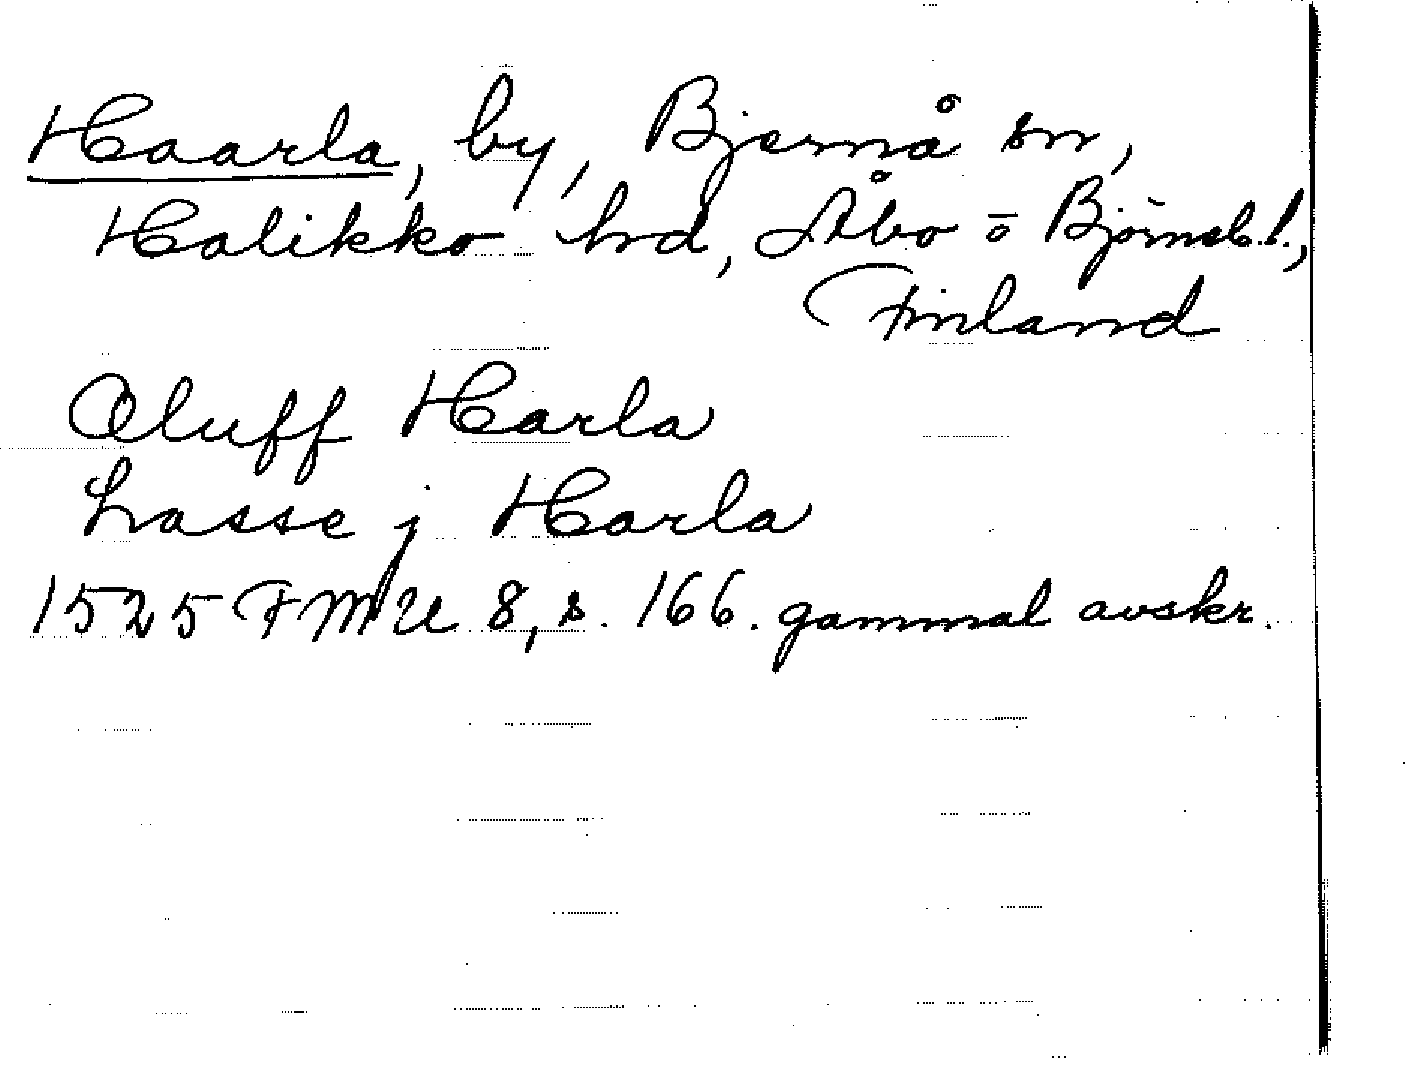 Haarla, by, Bjernå sn,
Halikko hd, Åbo o Björneb. l.,
Finland
Oluff Harla
Lasse j Harla
1525 FMU 8, s. 166. gammal avskr.